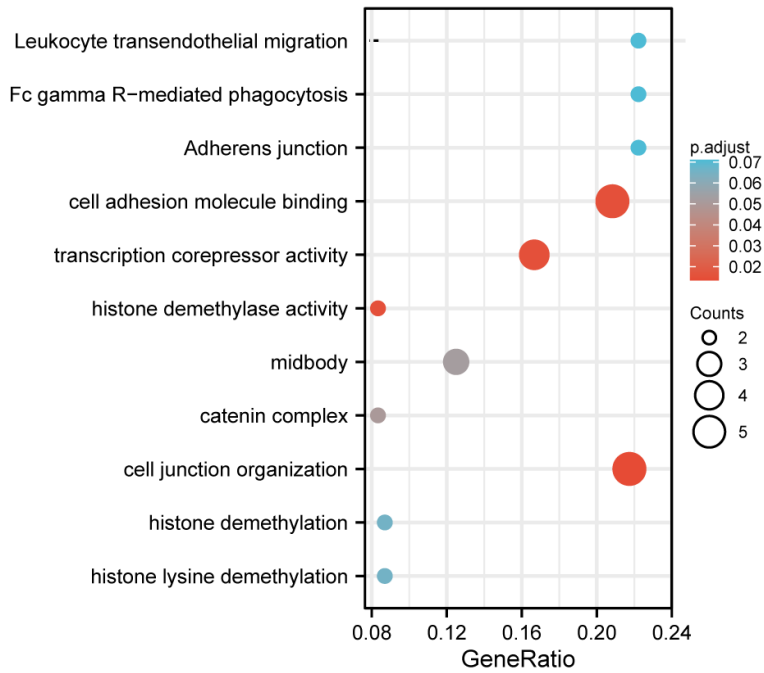 Leukocyte transendothelial migration
Fc gamma R−mediated phagocytosis
Adherens junction
cell adhesion molecule binding
transcription corepressor activity
histone demethylase activity
midbody
catenin complex
cell junction organization
histone demethylation
histone lysine demethylation
0.08 0.12 0.16 0.20 0.24
GeneRatio
p.adjust
0.07
0.06
0.05
0.04
0.03
0.02
Counts
2
3
4
5